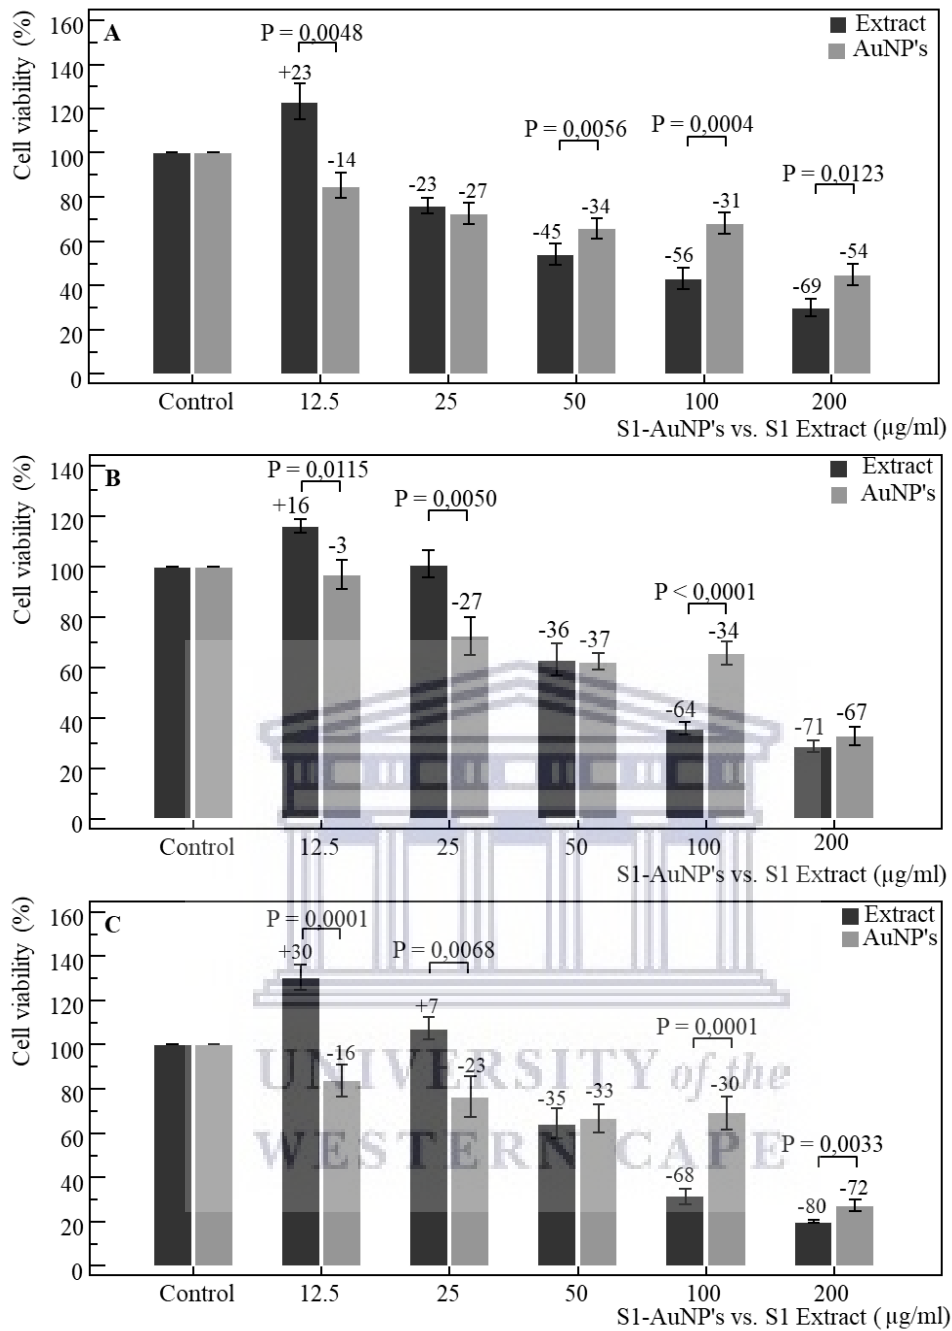 Cell viability (%)
A
160
140
120
100
80
60
40
20
0
Extract
AuNP's
P = 0,0048
P = 0,0056
P = 0,0004
P = 0,0123
+23
-14
-23
-27
-45
-34
-56
-31
-69
-54
Control 12.5 25 50 100 200
S1-AuNP's vs. S1 Extract (µg/ml)
Cell viability (%)
B
140
120
100
80
60
40
20
0
Extract
AuNP's
P = 0,0115
P = 0,0050
P < 0,0001
+16
-3
-27
-36
-37
-64
-34
-71
-67
Control 12.5 25 50 100 200
S1-AuNP's vs. S1 Extract (µg/ml)
Cell viability (%)
C
160
140
120
100
80
60
40
20
0
Extract
AuNP's
P = 0,0001
P = 0,0068
P = 0,0001
P = 0,0033
+30
-16
+7
-23
-35
-33
-68
-30
-80
-72
UNIVERSITY of the
WESTERN CAPE
Control 12.5 25 50 100 200
S1-AuNP's vs. S1 Extract ( µg/ml)